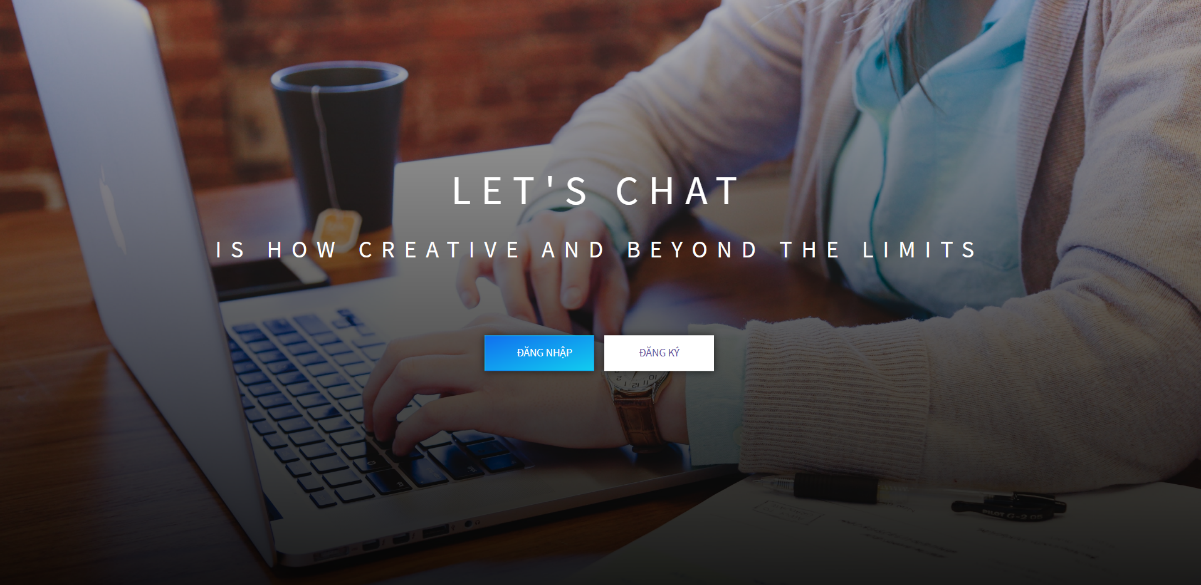 LET'S CHAT
IS HOW CREATIVE AND BEYOND THE LIMITS
ĐĂNG NHẬP
ĐĂNG KÝ